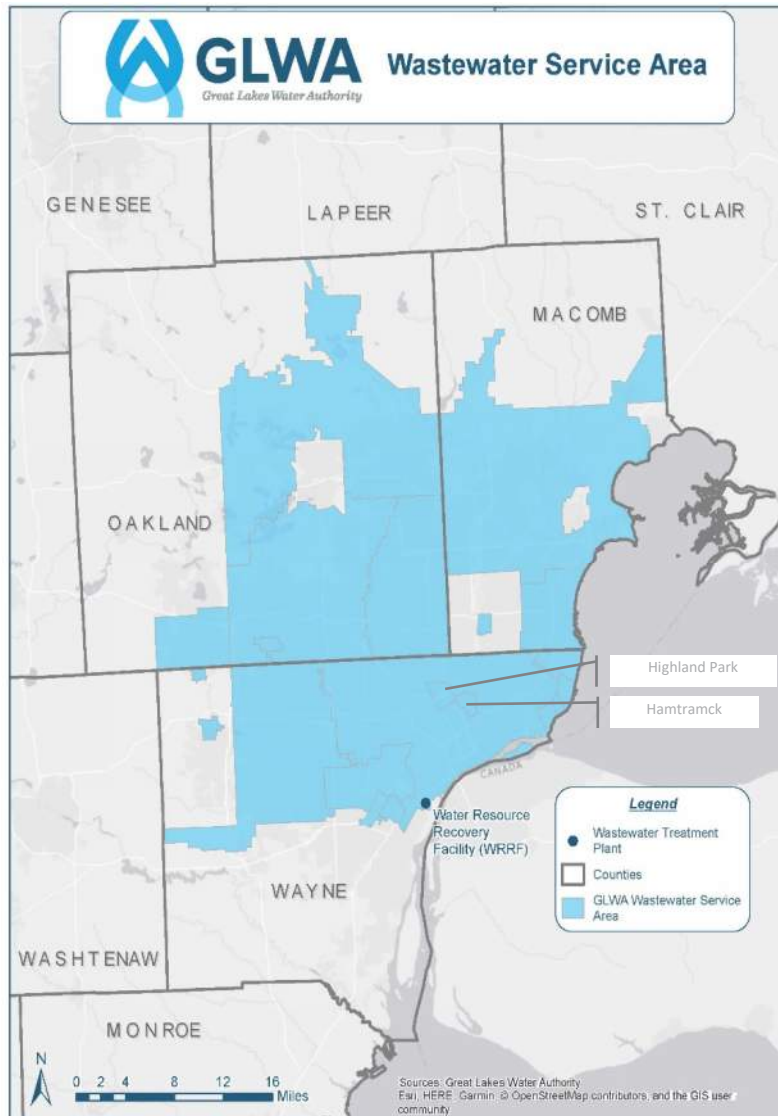 GLWA
Great Lakes Water Authority
Wastewater Service Area
GENESEE
LAPEER
ST. CLAIR
MACOMB
OAKLAND
Highland Park
Hamtramck
CANADA
Water Resource
Recovery
Facility (WRRF)
WAYNE
WASHTENAW
MONROE
Legend
Wastewater Treatment
Plant
Counties
GLWA Wastewater Service
Area
N
0 2 4 8 12 16
Miles
Sources: Great Lakes Water Authority
Esri, HERE, Garmin, © OpenStreetMap contributors, and the GIS user
community